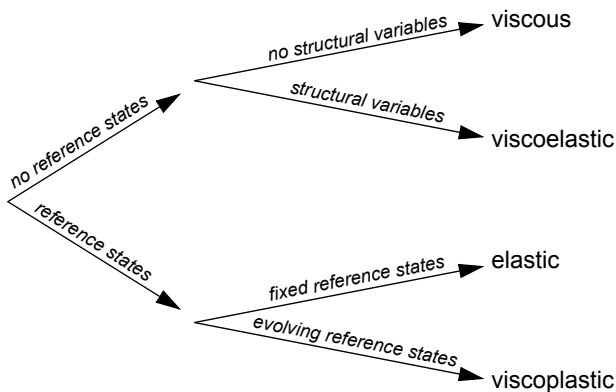 viscous
no structural variables
structural variables
viscoelastic
no reference states
reference states
elastic
fixed reference states
evolving reference states
viscoplastic